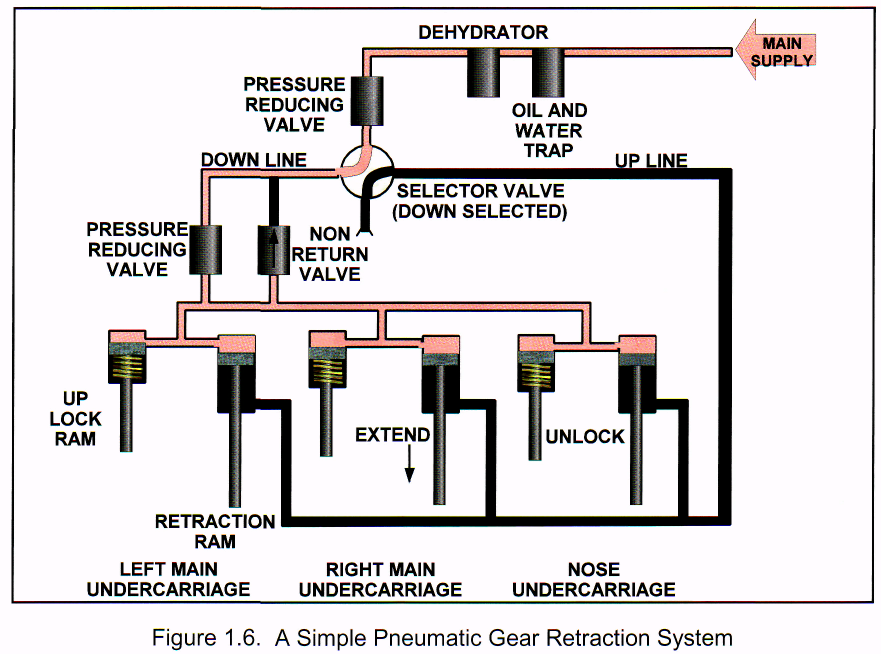 DEHYDRATOR
MAIN
SUPPLY
PRESSURE
REDUCING
VALVE
OIL AND
WATER
TRAP
DOWN LINE
UP LINE
SELECTOR VALVE
(DOWN SELECTED)
PRESSURE
REDUCING
VALVE
NON
RETURN
VALVE
UP
LOCK
RAM
EXTEND
UNLOCK
RETRACTION
RAM
LEFT MAIN
UNDERCARRIAGE
RIGHT MAIN
UNDERCARRIAGE
NOSE
UNDERCARRIAGE
Figure 1.6. A Simple Pneumatic Gear Retraction System